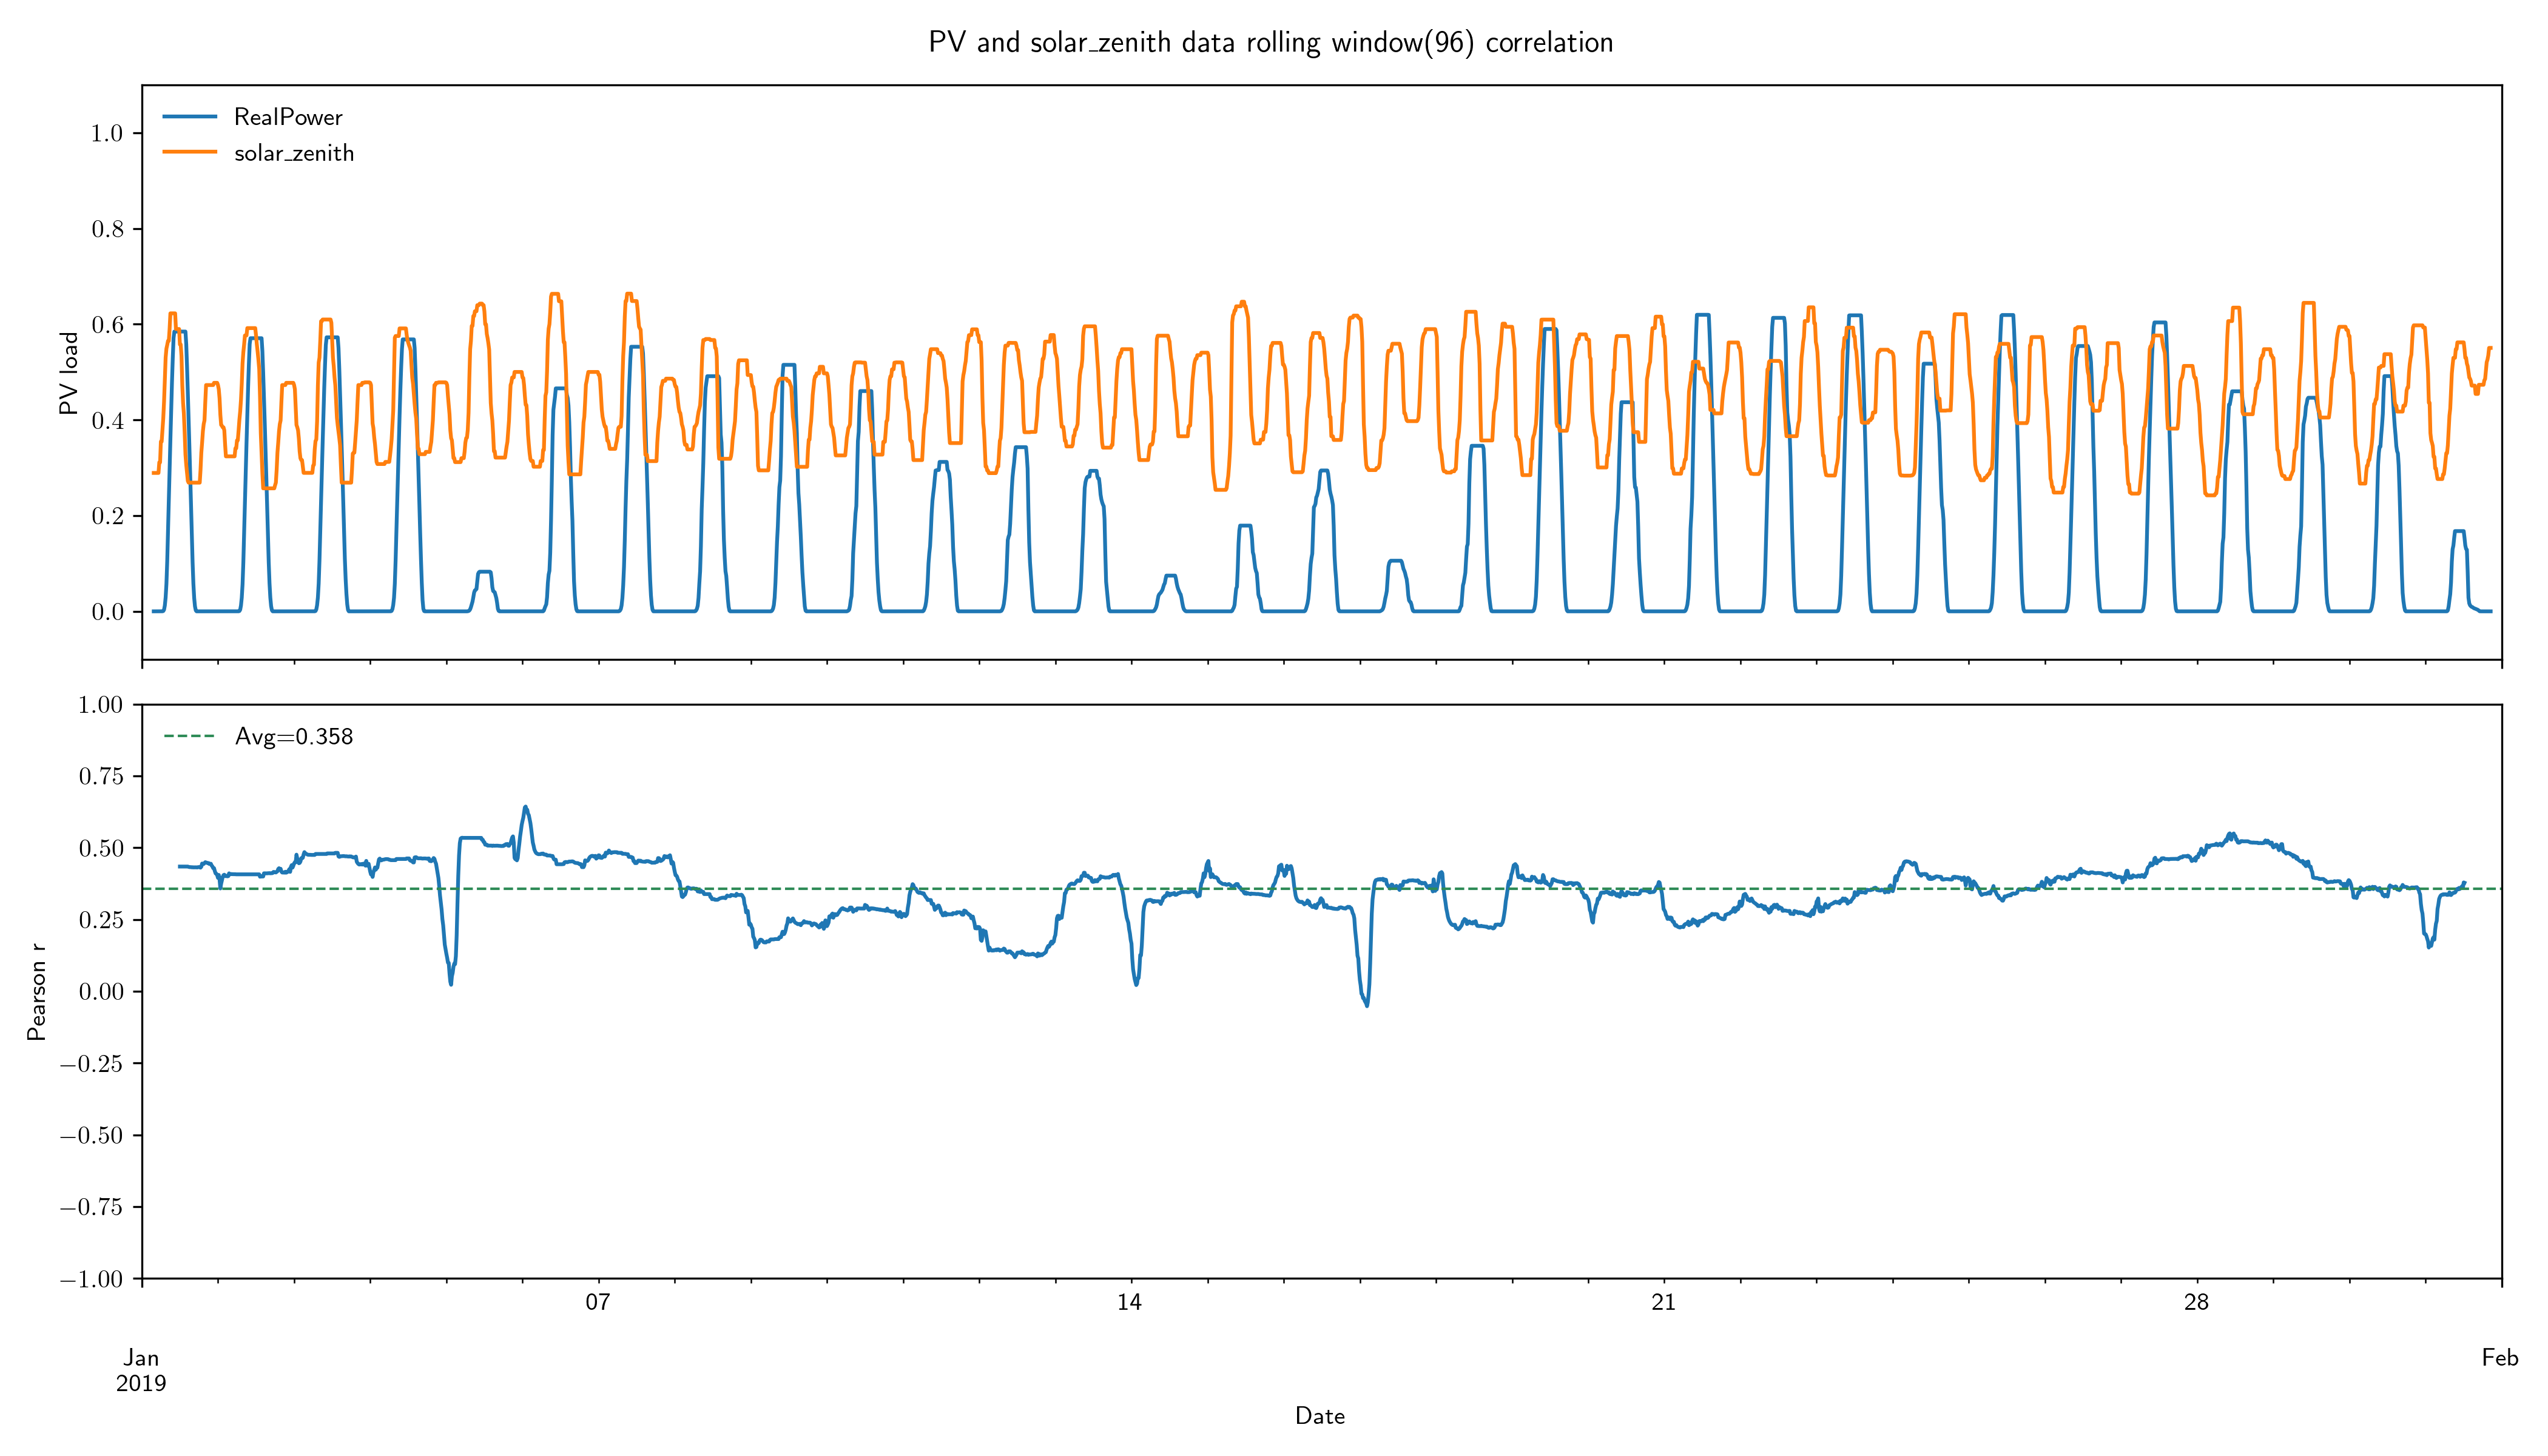 PV and solar_zenith data rolling window(96) correlation
RealPower
solar_zenith
PV load
1.0
0.8
0.6
0.4
0.2
0.0
Avg=0.358
Pearson r
1.00
0.75
0.50
0.25
0.00
−0.25
−0.50
−0.75
−1.00
07
14
21
28
Jan
2019
Feb
Date